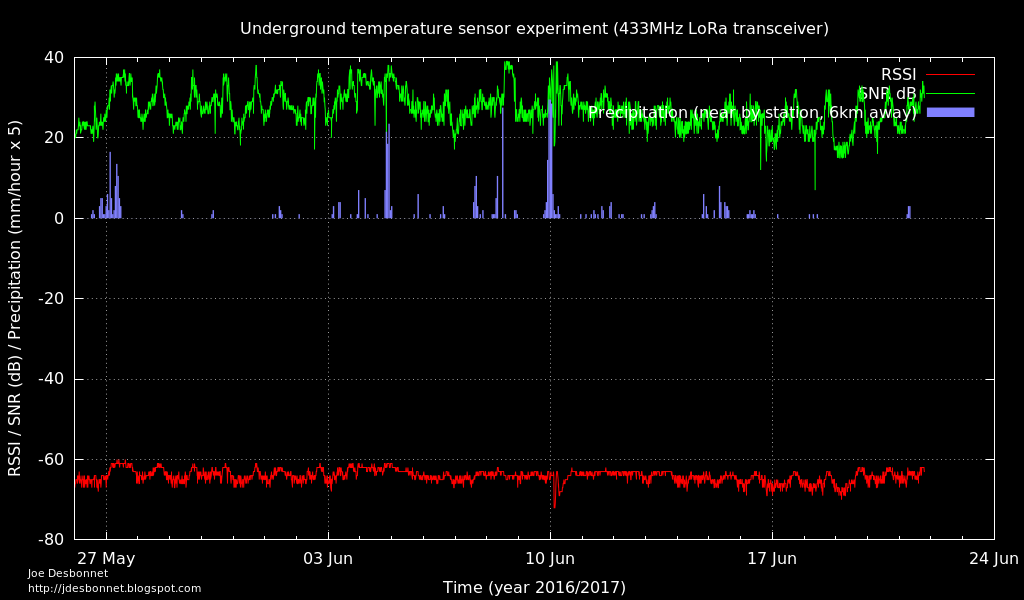 Underground temperature sensor experiment (433MHz LoRa transceiver)
RSSI / SNR (dB) / Precipitation (mm/hour x 5)
40
20
0
-20
-40
-60
-80
RSSI
SNR dB
Precipitation (near by station, 6km away)
27 May
03 Jun
10 Jun
17 Jun
24 Jun
Time (year 2016/2017)
Joe Desbonnet
http://jdesbonnet.blogspot.com